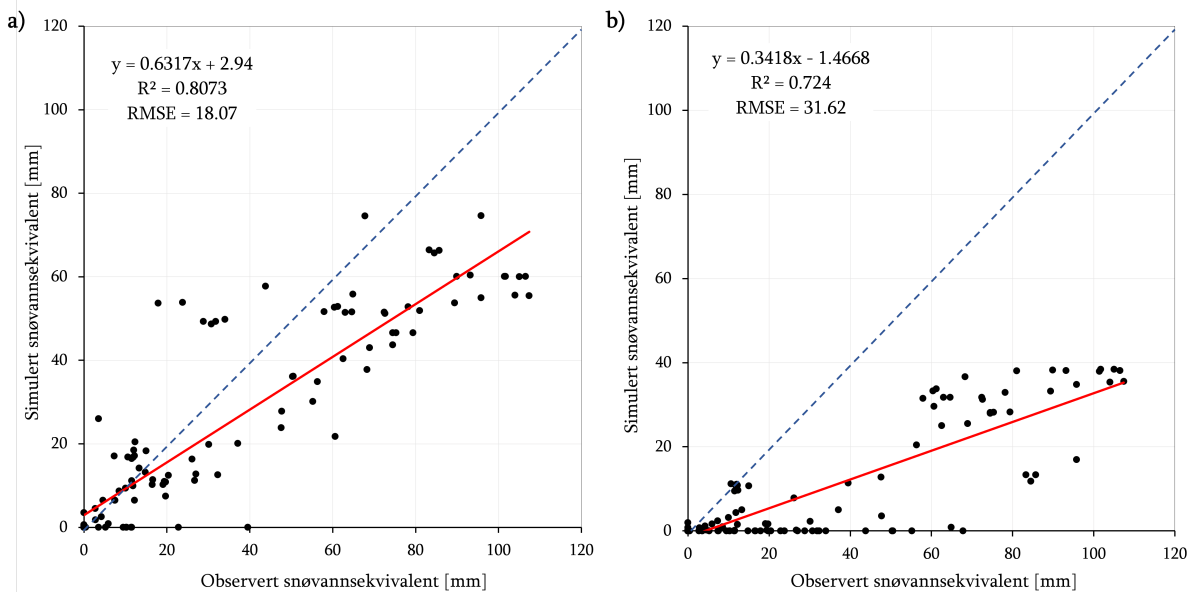 a)
120
100
80
60
40
20
0
y = 0.6317x + 2.94
R² = 0.8073
RMSE = 18.07
Simulert snøvannsekvivalent [mm]
0 20 40 60 80 100 120
Observert snøvannsekvivalent [mm]
b)
120
100
80
60
40
20
0
y = 0.3418x - 1.4668
R² = 0.724
RMSE = 31.62
Simulert snøvannsekvivalent [mm]
0 20 40 60 80 100 120
Observert snøvannsekvivalent [mm]